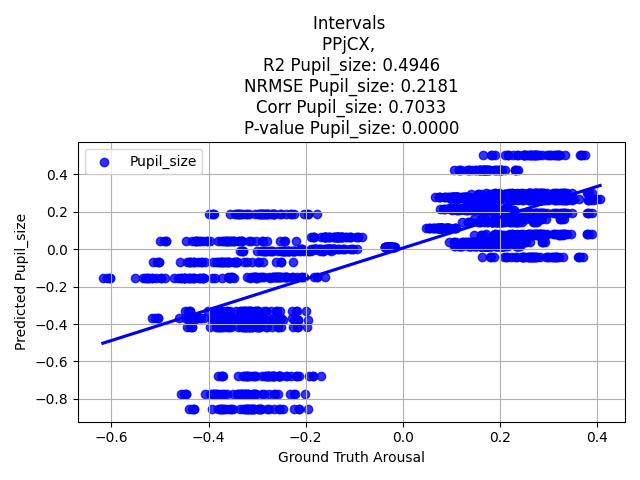 Intervals
PPjCX,
R2 Pupil_size: 0.4946
NRMSE Pupil_size: 0.2181
Corr Pupil_size: 0.7033
P-value Pupil_size: 0.0000
Pupil_size
Predicted Pupil_size
0.4
0.2
0.0
−0.2
−0.4
−0.6
−0.8
−0.6
−0.4
−0.2
0.0
0.2
0.4
Ground Truth Arousal